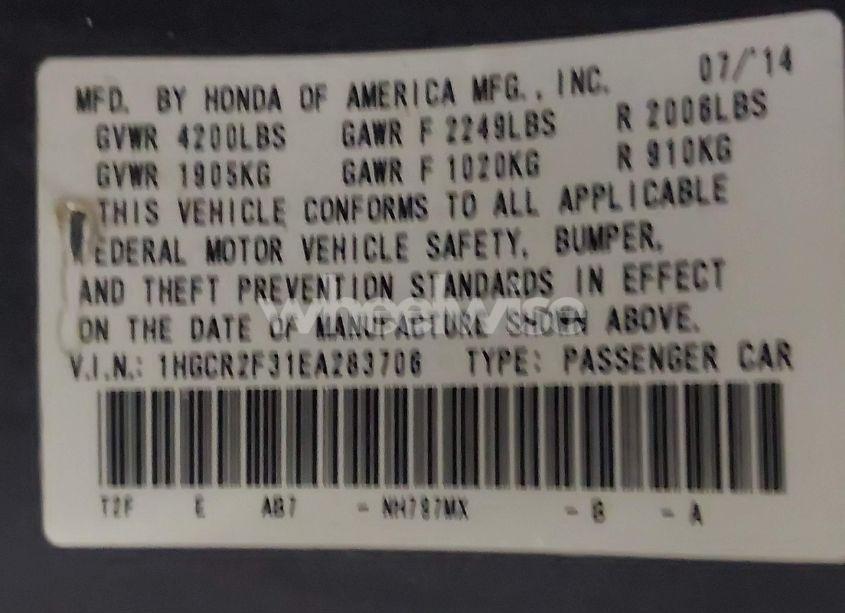 07/'14
MFD. BY HONDA OF AMERICA MFG., INC.
GVWR 4200LBS GAWR F 2249LBS R 2006LBS
GVWR 1905KG GAWR F 1020KG R 910KG
THIS VEHICLE CONFORMS TO ALL APPLICABLE
EDERAL MOTOR VEHICLE SAFETY, BUMPER,
AND THEFT PREVENTION STANDARDS IN EFFECT
ON THE DATE OF MANUFACTURE SHOWN ABOVE.
wheelwise
V.I.N.: 1HGCR2F31EA283706 TYPE: PASSENGER CAR
T2F E AB7 - NH797MX - B - A